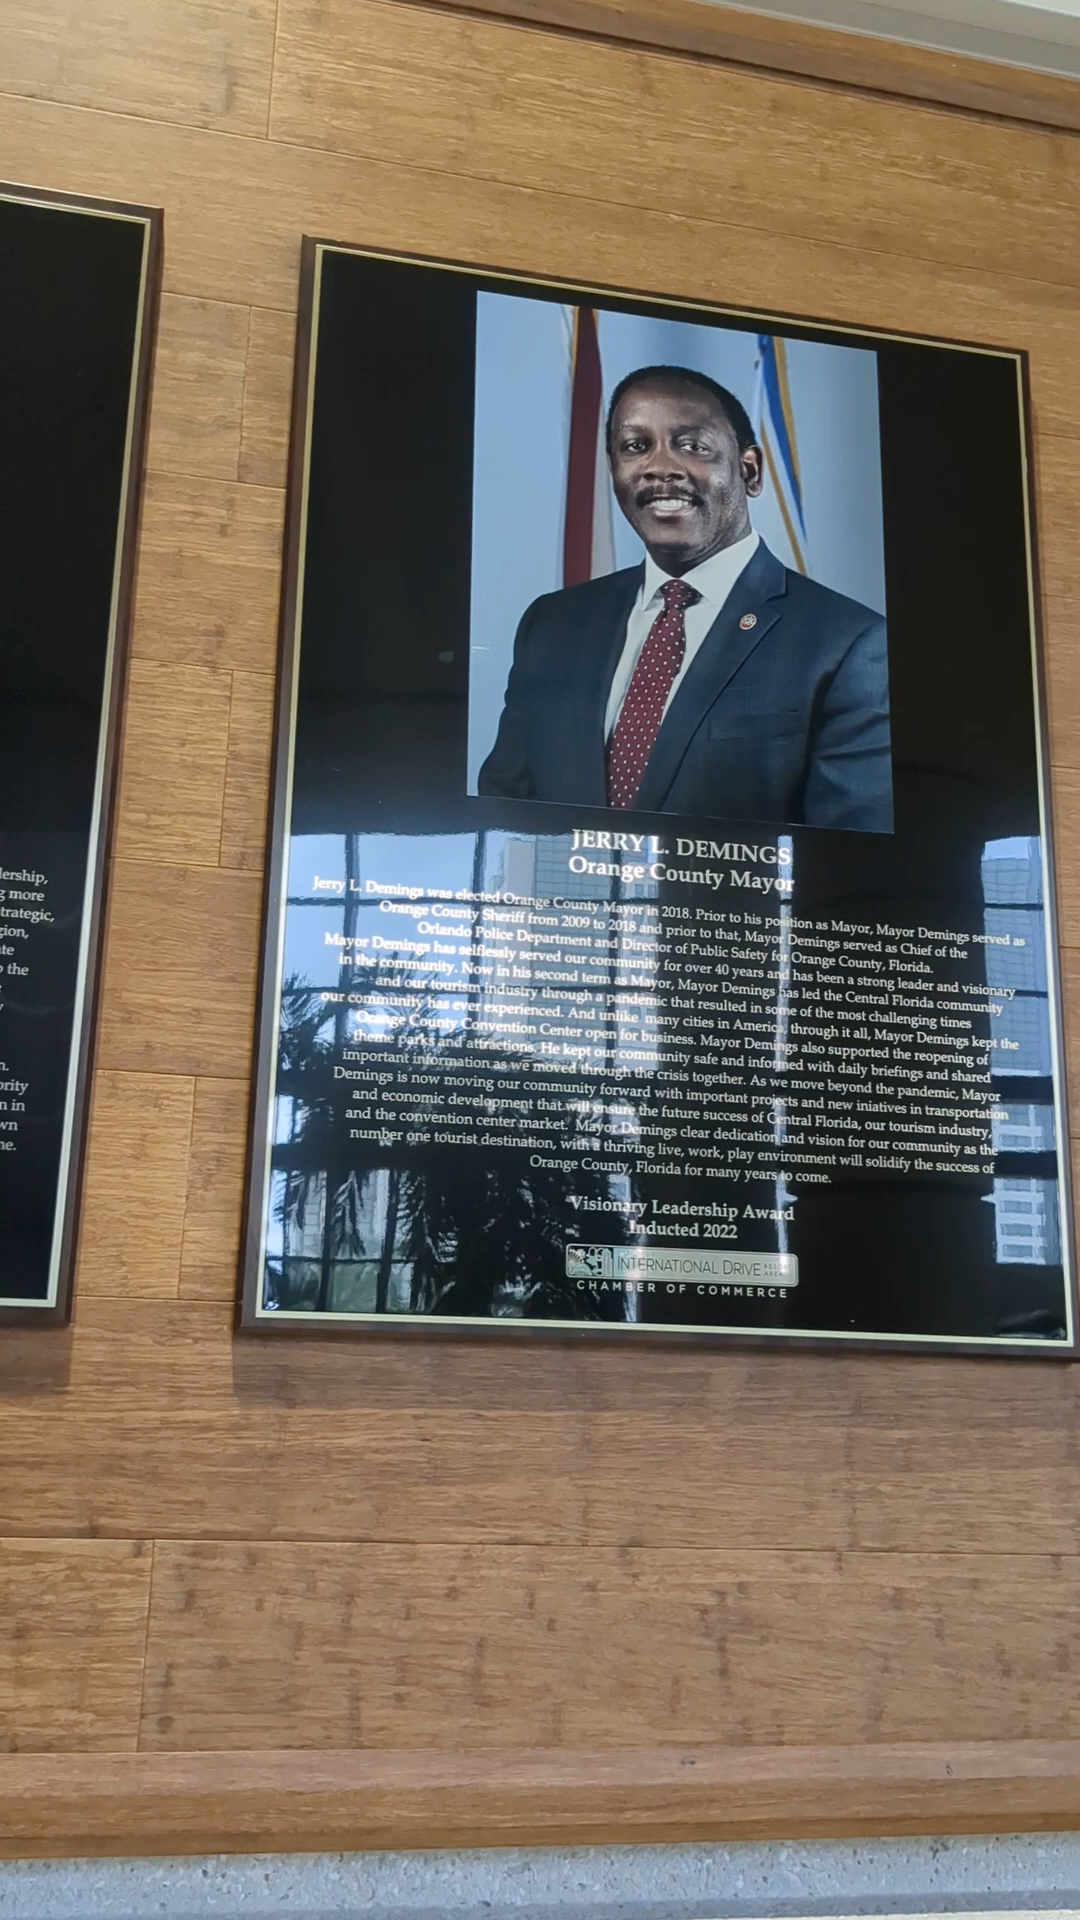 JERRY L. DEMINGS
Orange County Mayor
Jerry L. Demings was elected Orange County Mayor in 2018. Prior to his position as Mayor, Mayor Demings served as
Orange County Sheriff from 2009 to 2018 and prior to that, Mayor Demings served as Chief of the
Orlando Police Department and Director of Public Safety for Orange County, Florida.
Mayor Demings has selflessly served our community for over 40 years and has been a strong leader and visionary
in the community. Now in his second term as Mayor, Mayor Demings has led the Central Florida community
and our tourism industry through a pandemic that resulted in some of the most challenging times
our community has ever experienced. And unlike many cities in America, through it all, Mayor Demings kept the
Orange County Convention Center open for business. Mayor Demings also supported the reopening of
theme parks and attractions. He kept our community safe and informed with daily briefings and shared
important information as we moved through the crisis together. As we move beyond the pandemic, Mayor
Demings is now moving our community forward with important projects and new iniatives in transportation
and economic development that will ensure the future success of Central Florida, our tourism industry,
and the convention center market. Mayor Demings clear dedication and vision for our community as the
number one tourist destination, with a thriving live, work, play environment will solidify the success of
Orange County, Florida for many years to come.
Visionary Leadership Award
Inducted 2022
INTERNATIONAL DRIVE RESORT AREA
CHAMBER OF COMMERCE